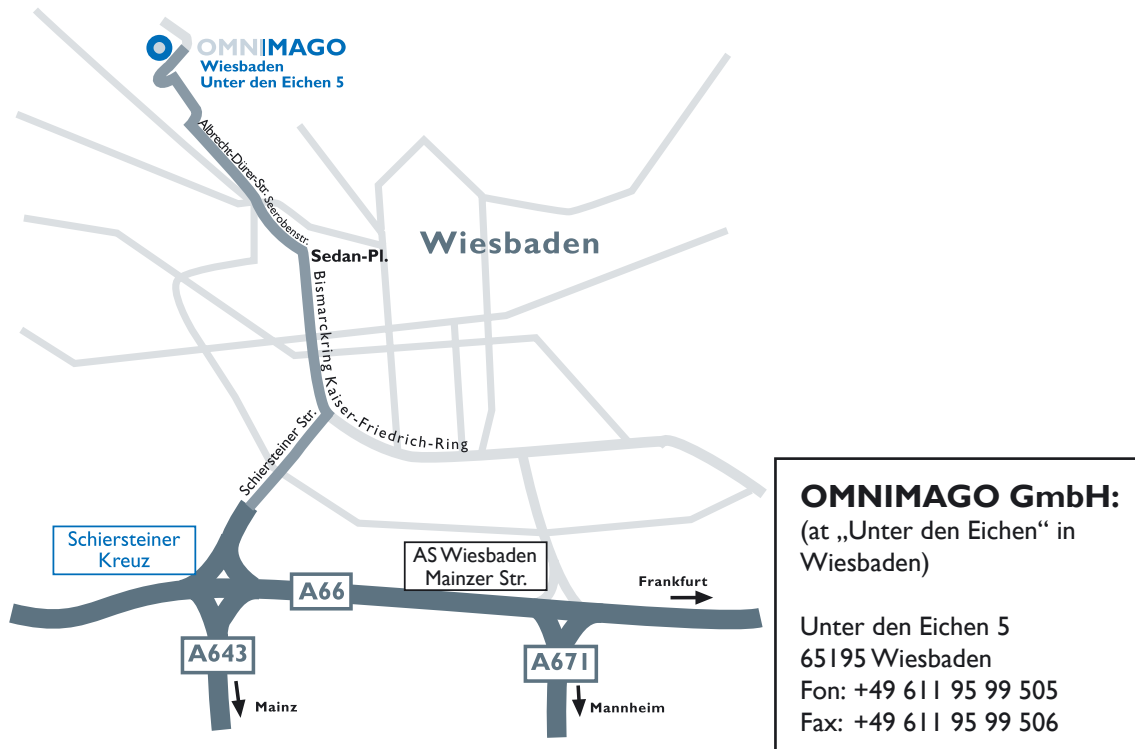 OMNIMAGO
Wiesbaden
Unter den Eichen 5
Albrecht-Dürer-Str.
Seerobenstr.
Wiesbaden
Sedan-Pl.
Bismarckring
Kaiser-Friedrich-Ring
Schiersteiner Str.
Schiersteiner
Kreuz
AS Wiesbaden
Mainzer Str.
Frankfurt
A66
A643
A671
Mainz
Mannheim
OMNIMAGO GmbH:
(at „Unter den Eichen“ in
Wiesbaden)
Unter den Eichen 5
65195 Wiesbaden
Fon: +49 611 95 99 505
Fax: +49 611 95 99 506